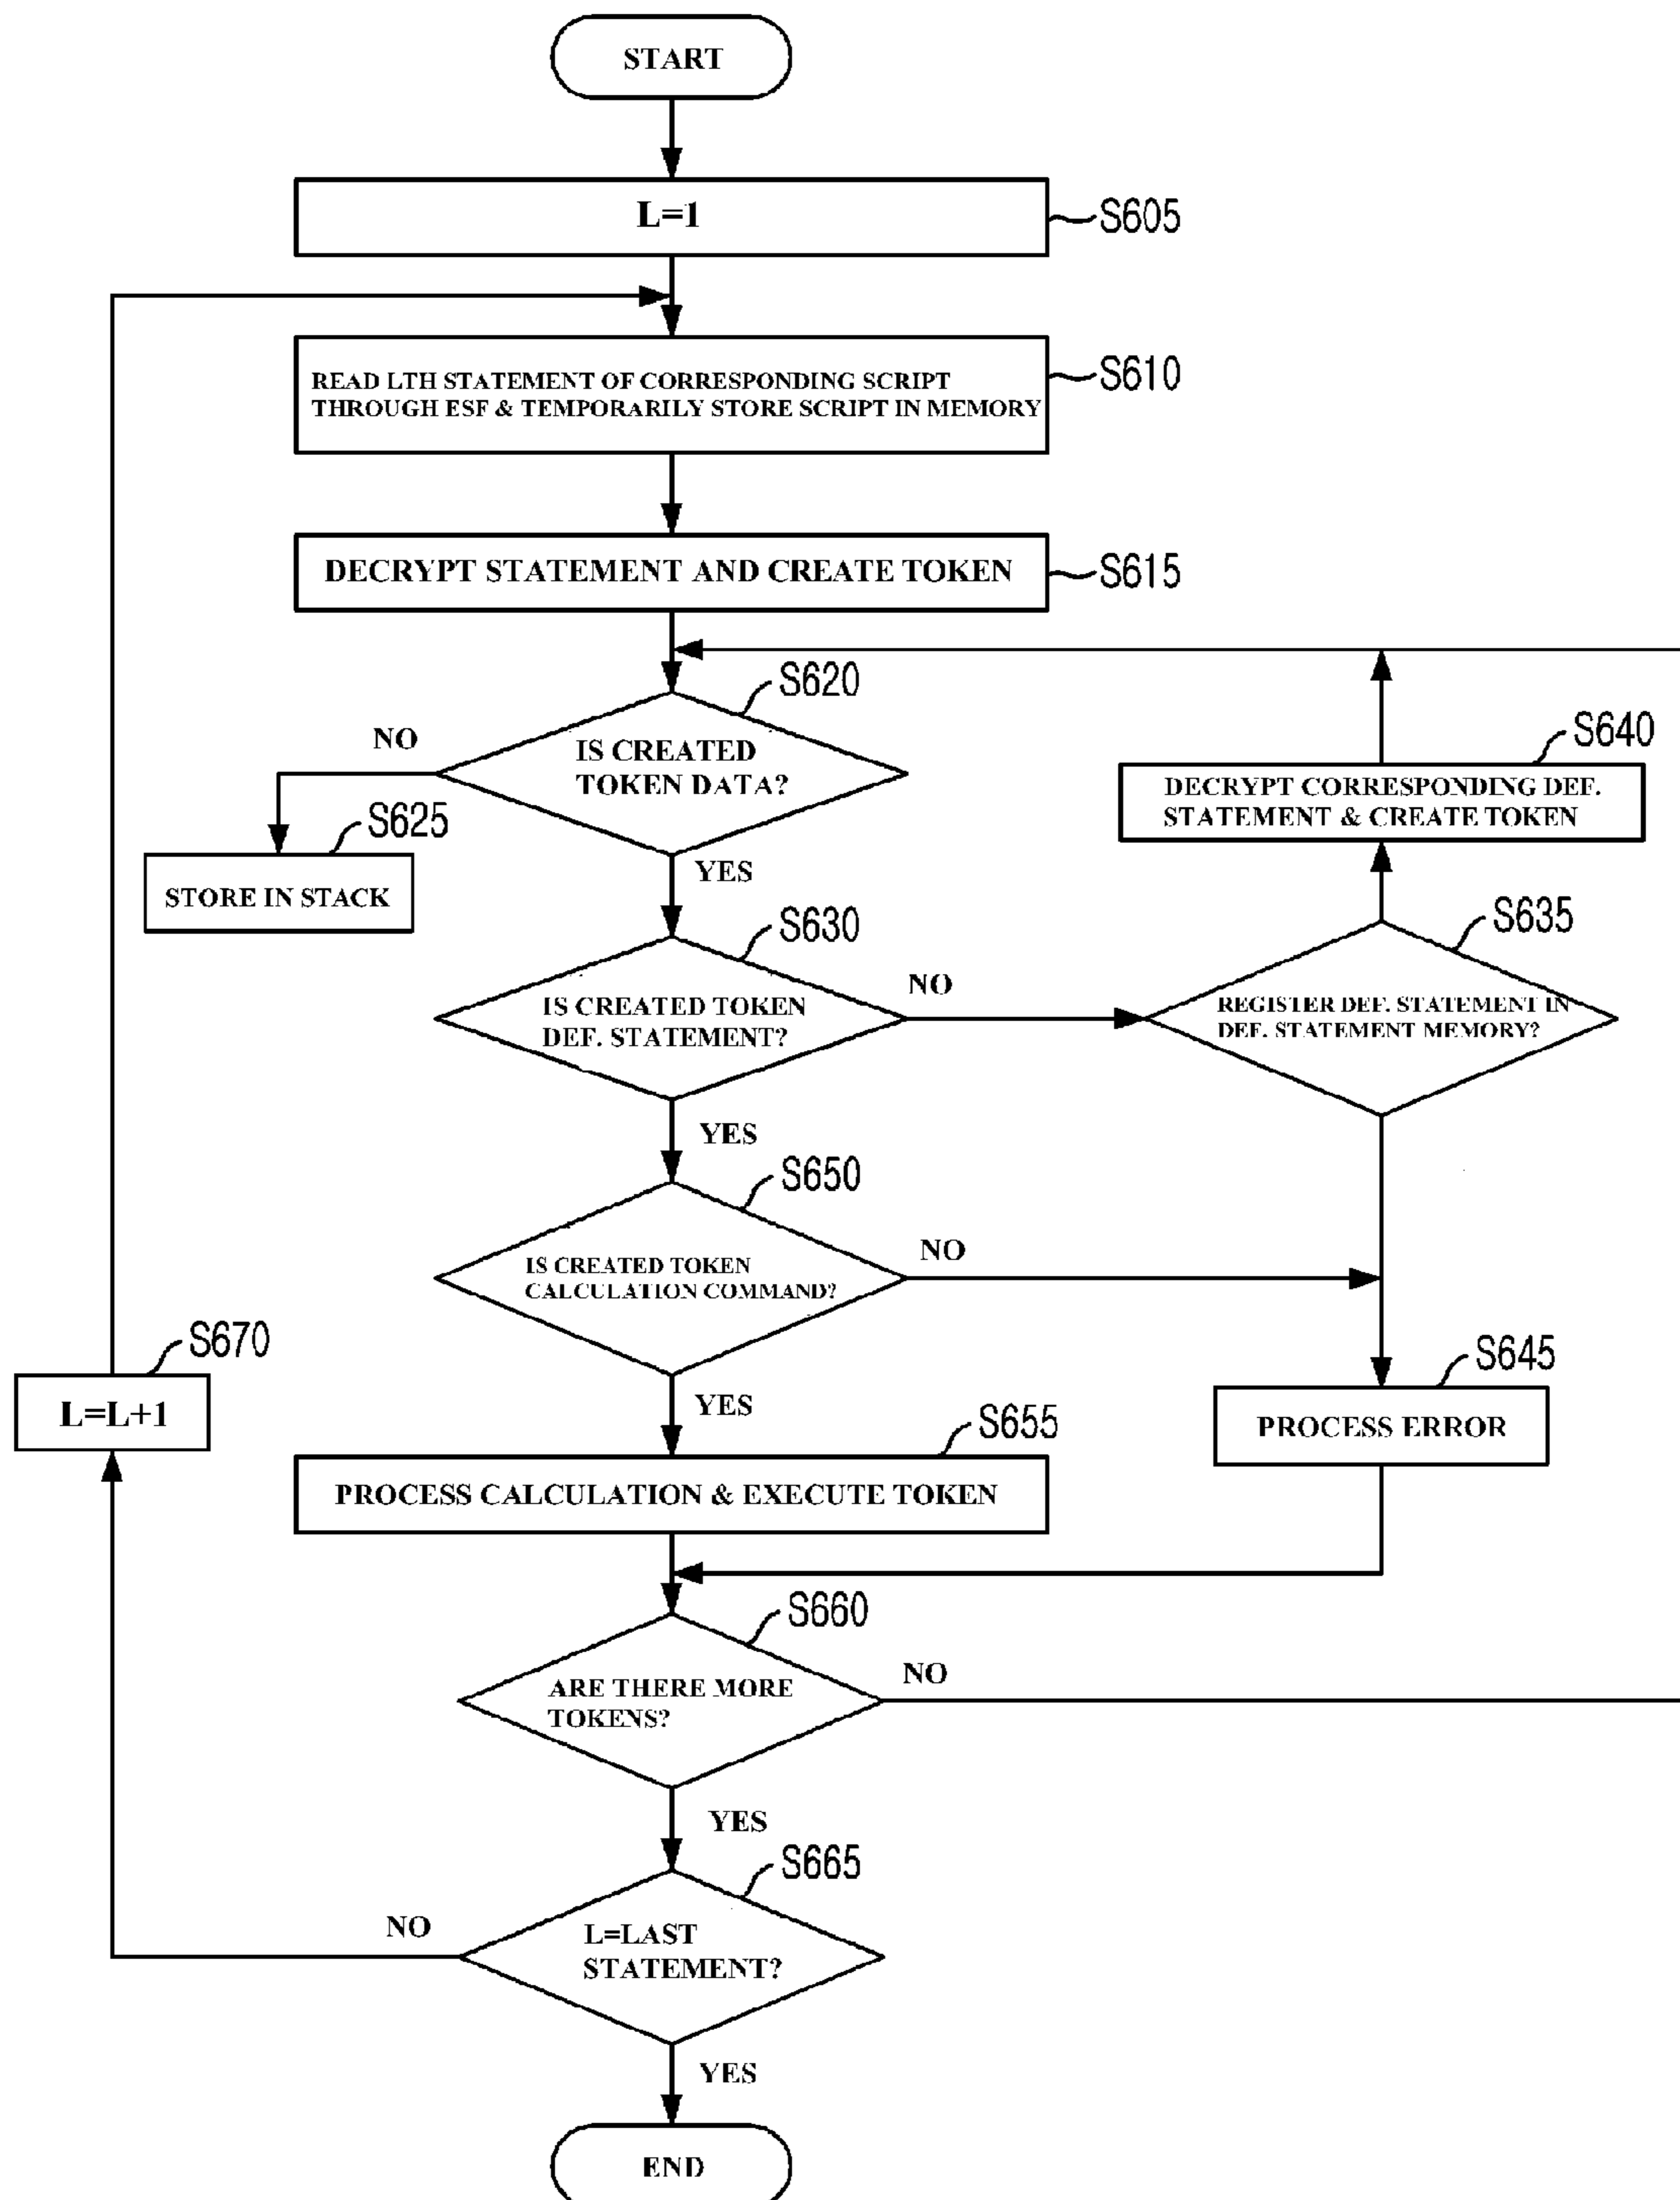 START
L=1
S605
READ LTH STATEMENT OF CORRESPONDING SCRIPT
THROUGH ESF & TEMPORARILY STORE SCRIPT IN MEMORY
S610
DECRYPT STATEMENT AND CREATE TOKEN
S615
S620
NO
IS CREATED
TOKEN DATA?
S640
DECRYPT CORRESPONDING DEF.
STATEMENT & CREATE TOKEN
S625
STORE IN STACK
YES
S630
NO
IS CREATED TOKEN
DEF. STATEMENT?
S635
REGISTER DEF. STATEMENT IN
DEF. STATEMENT MEMORY?
YES
S650
NO
IS CREATED TOKEN
CALCULATION COMMAND?
S670
L=L+1
S645
PROCESS ERROR
YES
S655
PROCESS CALCULATION & EXECUTE TOKEN
S660
NO
ARE THERE MORE
TOKENS?
YES
S665
NO
L=LAST
STATEMENT?
YES
END